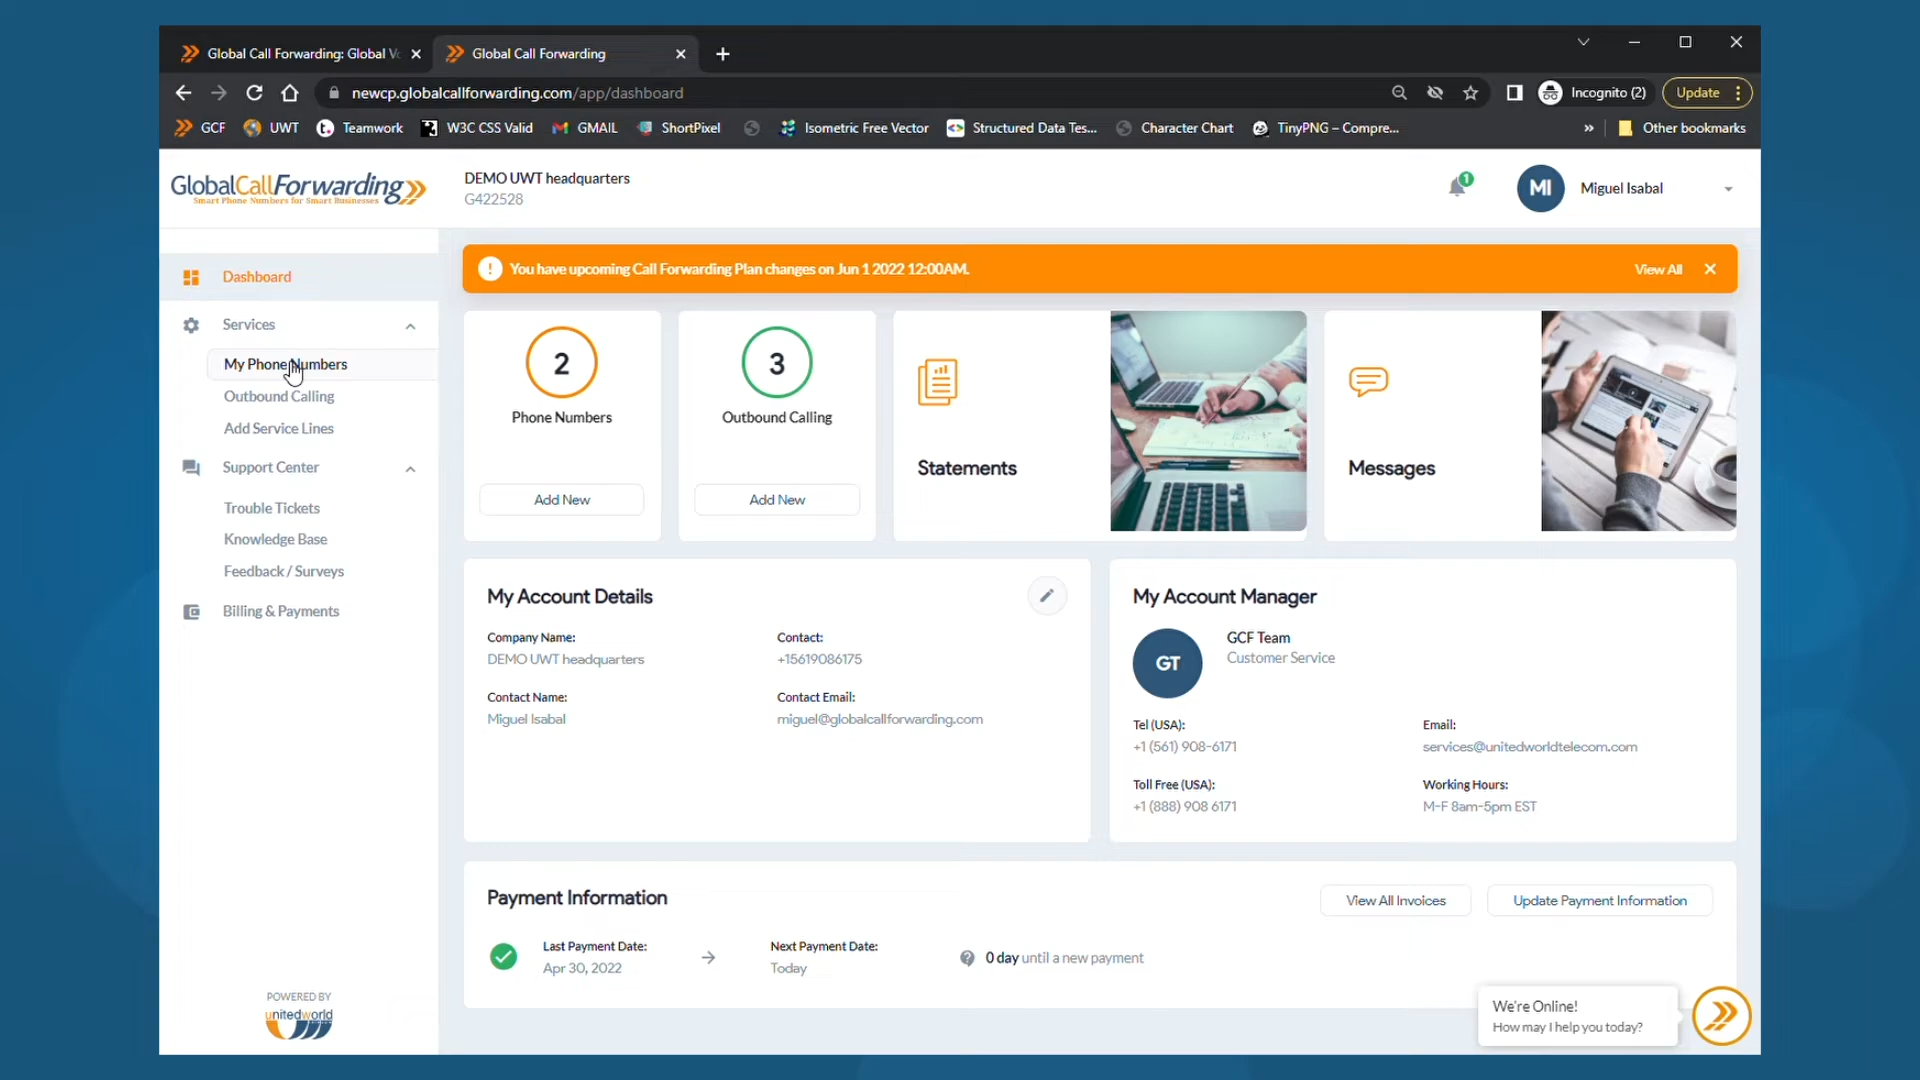 Global Call Forwarding: Global Vo
Global Call Forwarding
newcp.globalcallforwarding.com/app/dashboard
Incognito (2)
Update
GCF
UWT
Teamwork
W3C CSS Valid
GMAIL
ShortPixel
Isometric Free Vector
Structured Data Tes...
Character Chart
TinyPNG – Compre...
»
Other bookmarks
GlobalCallForwarding
Smart Phone Numbers for Smart Businesses
DEMO UWT headquarters
G422528
1
MI
Miguel Isabal
Dashboard
Services
My Phone Numbers
Outbound Calling
Add Service Lines
Support Center
Trouble Tickets
Knowledge Base
Feedback / Surveys
Billing & Payments
POWERED BY
unitedworld
You have upcoming Call Forwarding Plan changes on Jun 1 2022 12:00AM.
View All
2
Phone Numbers
Add New
3
Outbound Calling
Add New
Statements
Messages
My Account Details
Company Name:
DEMO UWT headquarters
Contact:
+15619086175
Contact Name:
Miguel Isabal
Contact Email:
miguel@globalcallforwarding.com
My Account Manager
GT
GCF Team
Customer Service
Tel (USA):
+1 (561) 908-6171
Email:
services@unitedworldtelecom.com
Toll Free (USA):
+1 (888) 908 6171
Working Hours:
M-F 8am-5pm EST
Payment Information
View All Invoices
Update Payment Information
Last Payment Date:
Apr 30, 2022
Next Payment Date:
Today
0 day until a new payment
We're Online!
How may I help you today?